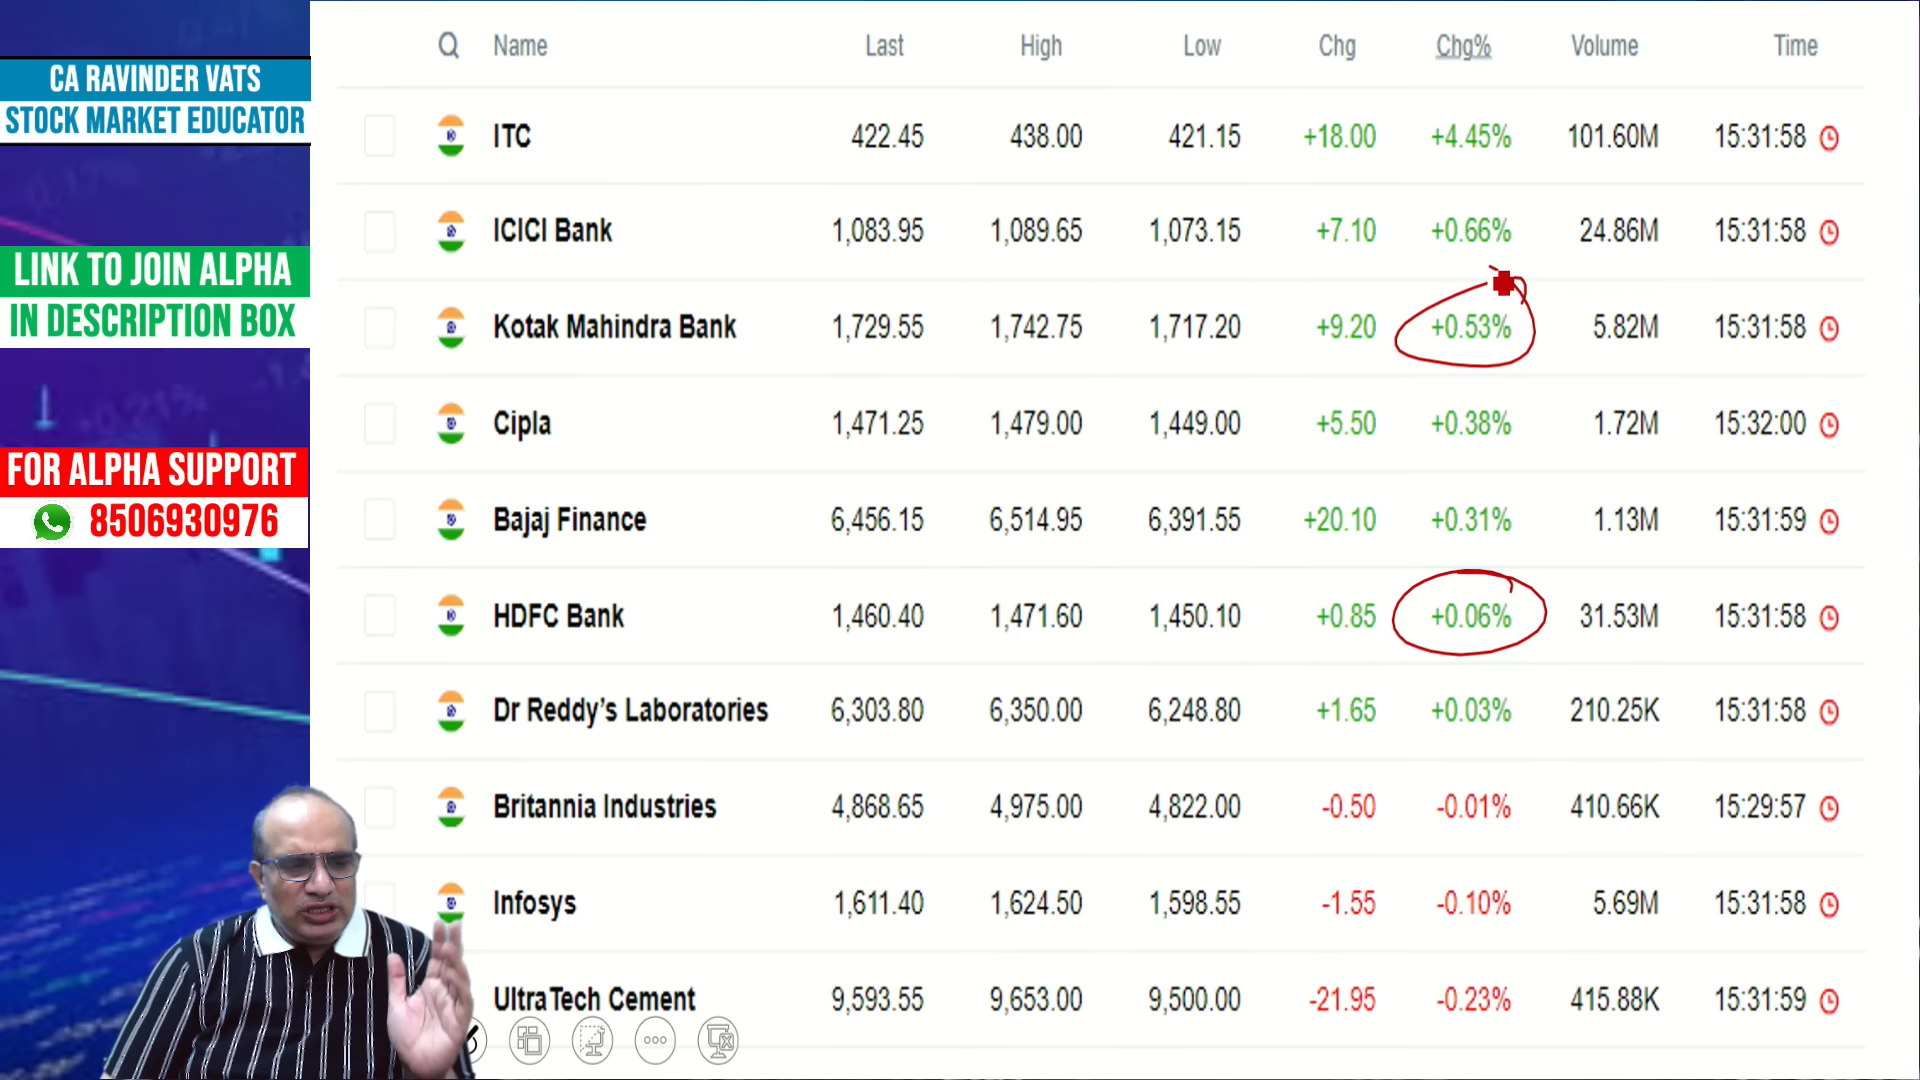 CA RAVINDER VATS
STOCK MARKET EDUCATOR
LINK TO JOIN ALPHA
IN DESCRIPTION BOX
FOR ALPHA SUPPORT
8506930976
Name Last High Low Chg Chg% Volume Time
ITC 422.45 438.00 421.15 +18.00 +4.45% 101.60M 15:31:58
ICICI Bank 1,083.95 1,089.65 1,073.15 +7.10 +0.66% 24.86M 15:31:58
Kotak Mahindra Bank 1,729.55 1,742.75 1,717.20 +9.20 +0.53% 5.82M 15:31:58
Cipla 1,471.25 1,479.00 1,449.00 +5.50 +0.38% 1.72M 15:32:00
Bajaj Finance 6,456.15 6,514.95 6,391.55 +20.10 +0.31% 1.13M 15:31:59
HDFC Bank 1,460.40 1,471.60 1,450.10 +0.85 +0.06% 31.53M 15:31:58
Dr Reddy's Laboratories 6,303.80 6,350.00 6,248.80 +1.65 +0.03% 210.25K 15:31:58
Britannia Industries 4,868.65 4,975.00 4,822.00 -0.50 -0.01% 410.66K 15:29:57
Infosys 1,611.40 1,624.50 1,598.55 -1.55 -0.10% 5.69M 15:31:58
UltraTech Cement 9,593.55 9,653.00 9,500.00 -21.95 -0.23% 415.88K 15:31:59